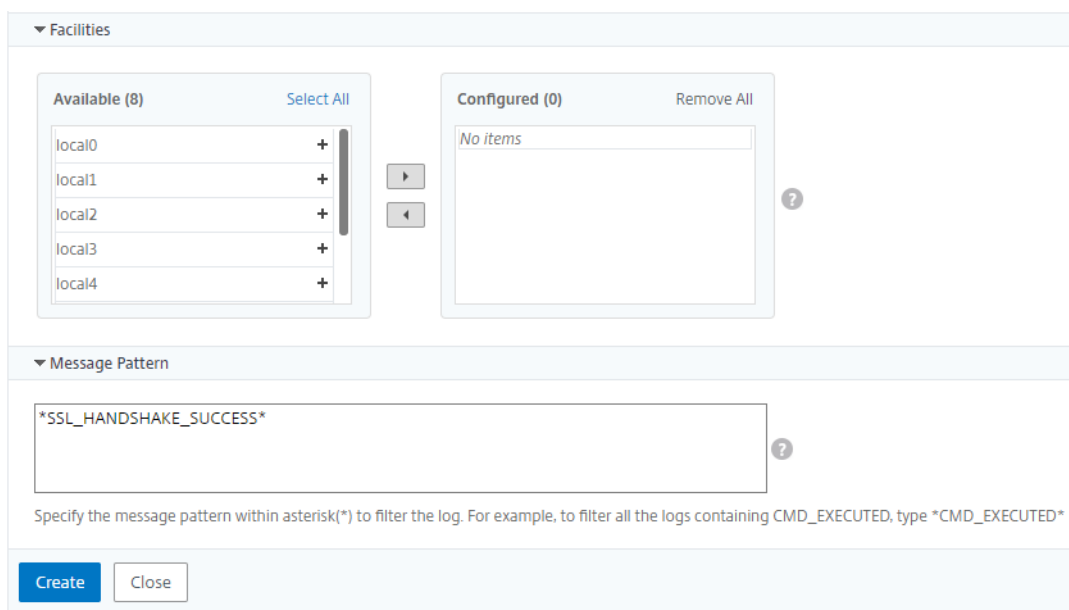 Facilities
Available (8) Select All
Configured (0) Remove All
local0 +
No items
local1 +
local2 +
?
local3 +
local4 +
Message Pattern
*SSL_HANDSHAKE_SUCCESS*
?
Specify the message pattern within asterisk(*) to filter the log. For example, to filter all the logs containing CMD_EXECUTED, type *CMD_EXECUTED*
Create Close